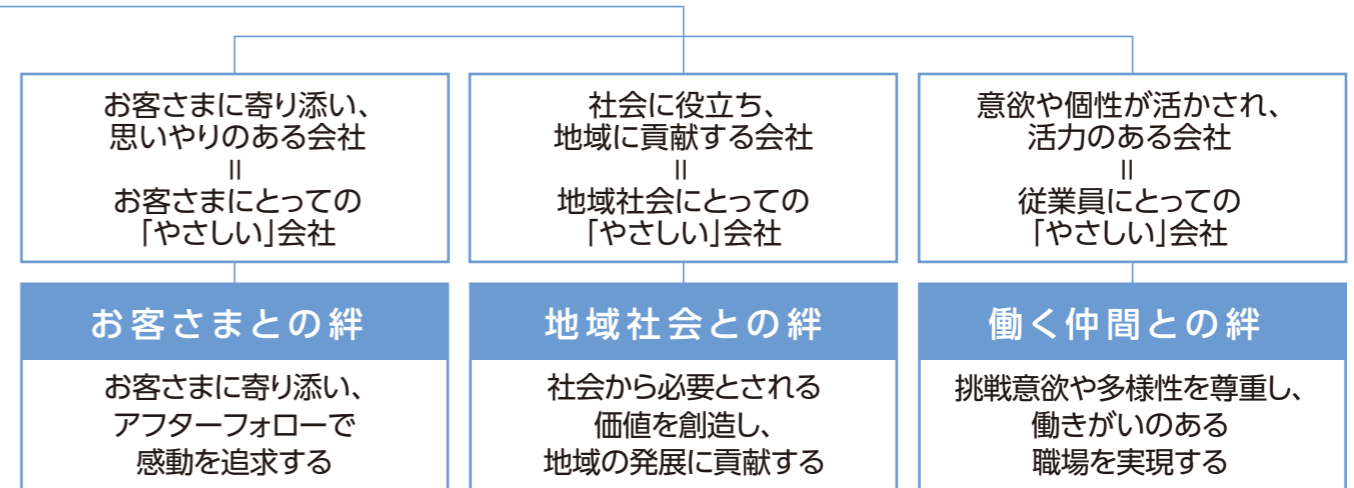 お客さまに寄り添い、
思いやりのある会社
＝
お客さまにとっての
「やさしい」会社
お客さまとの絆
お客さまに寄り添い、
アフターフォローで
感動を追求する
社会に役立ち、
地域に貢献する会社
＝
地域社会にとっての
「やさしい」会社
地域社会との絆
社会から必要とされる
価値を創造し、
地域の発展に貢献する
意欲や個性が活かされ、
活力のある会社
＝
従業員にとっての
「やさしい」会社
働く仲間との絆
挑戦意欲や多様性を尊重し、
働きがいのある
職場を実現する